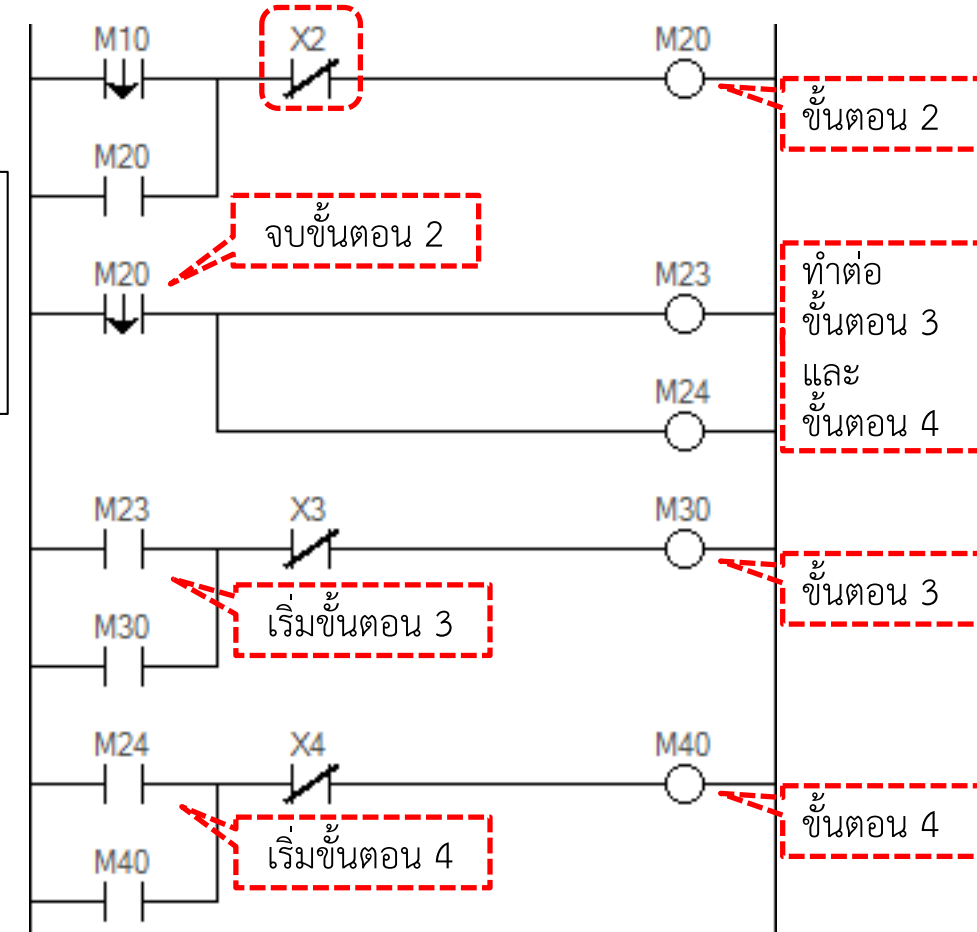 M10 X2 M20
ขั้นตอน 2
M20
จบขั้นตอน 2
M20 M23
ทำต่อ
ขั้นตอน 3
และ
ขั้นตอน 4
M24
M23 X3 M30
ขั้นตอน 3
เริ่มขั้นตอน 3
M30
M24 X4 M40
ขั้นตอน 4
เริ่มขั้นตอน 4
M40